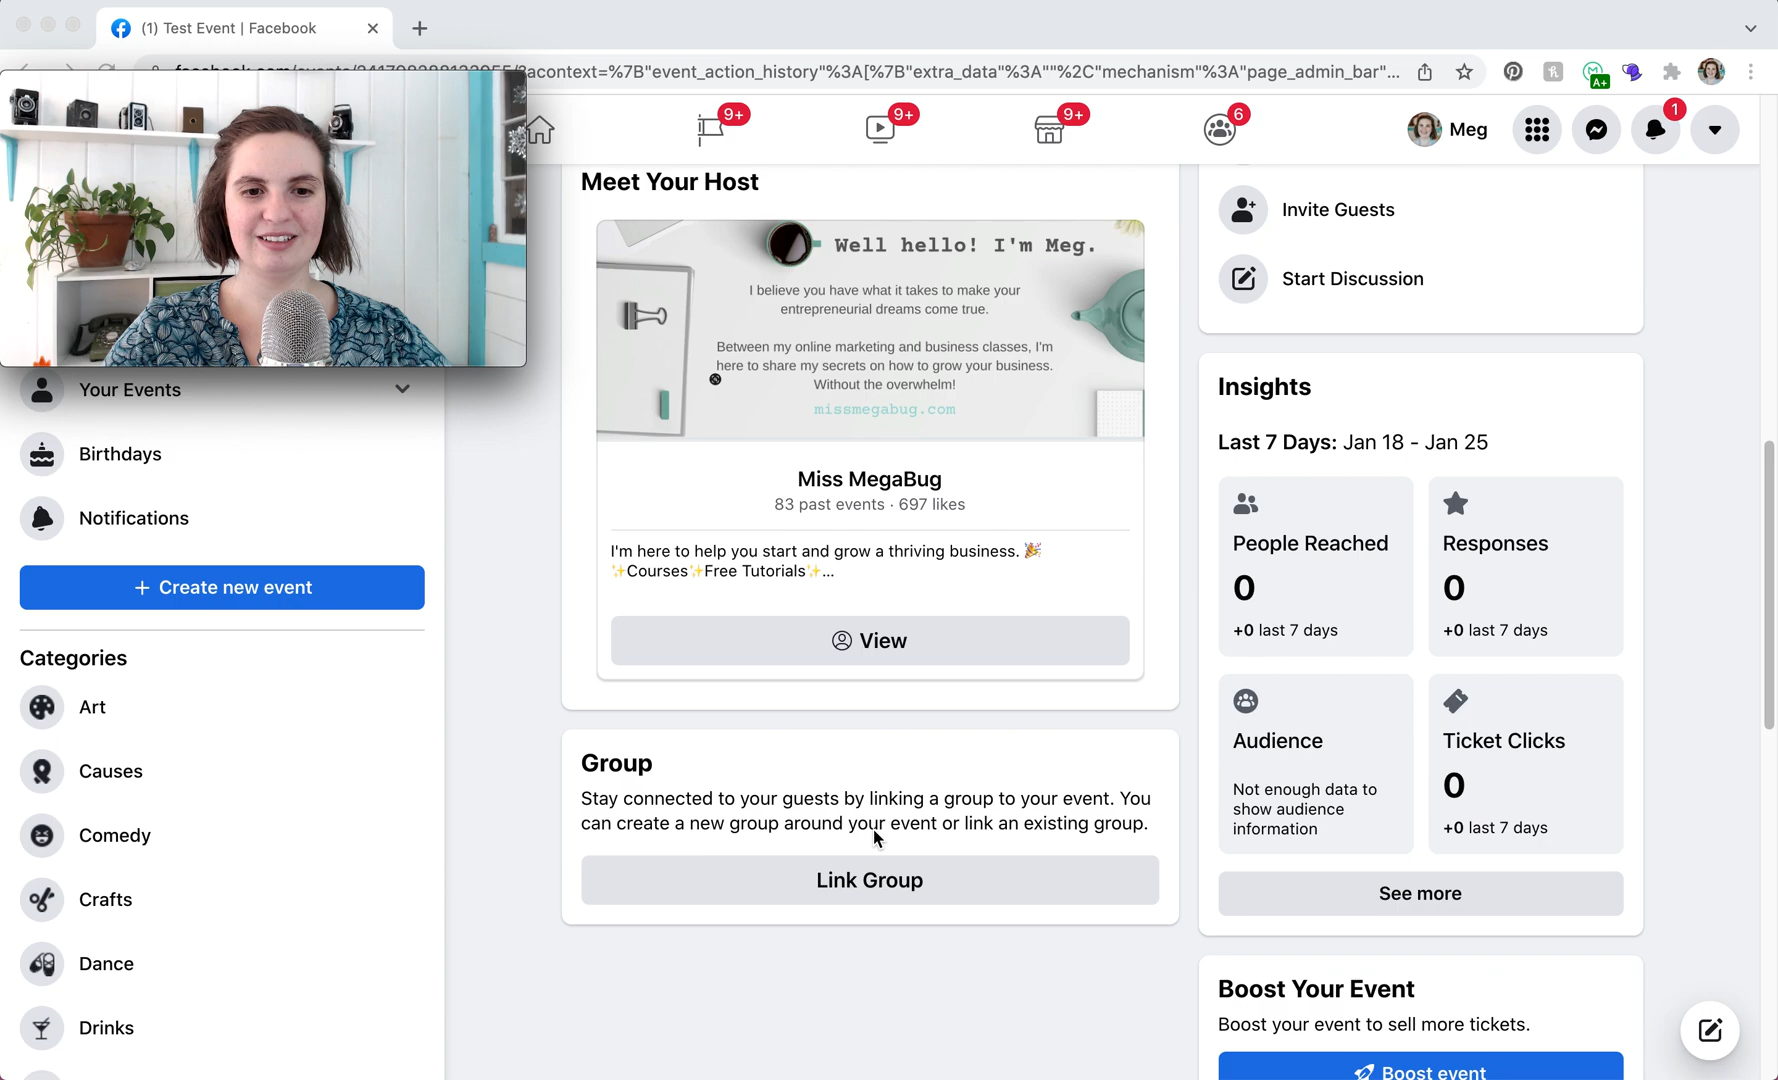 (1) Test Event | Facebook
acontext=%7B"event_action_history"%3A[%7B"extra_data"%3A""%2C"mechanism"%3A"page_admin_bar"...
A+
9+
9+
9+
6
Meg
1
Meet Your Host
Well hello! I'm Meg.
I believe you have what it takes to make your
entrepreneurial dreams come true.
Between my online marketing and business classes, I'm
here to share my secrets on how to grow your business.
Without the overwhelm!
missmegabug.com
Miss MegaBug
83 past events · 697 likes
I'm here to help you start and grow a thriving business. 🎉
✨Courses✨Free Tutorials✨...
View
Group
Stay connected to your guests by linking a group to your event. You
can create a new group around your event or link an existing group.
Link Group
Your Events
Birthdays
Notifications
+ Create new event
Categories
Art
Causes
Comedy
Crafts
Dance
Drinks
Invite Guests
Start Discussion
Insights
Last 7 Days: Jan 18 - Jan 25
People Reached
0
+0 last 7 days
Responses
0
+0 last 7 days
Audience
Not enough data to
show audience
information
Ticket Clicks
0
+0 last 7 days
See more
Boost Your Event
Boost your event to sell more tickets.
Boost event